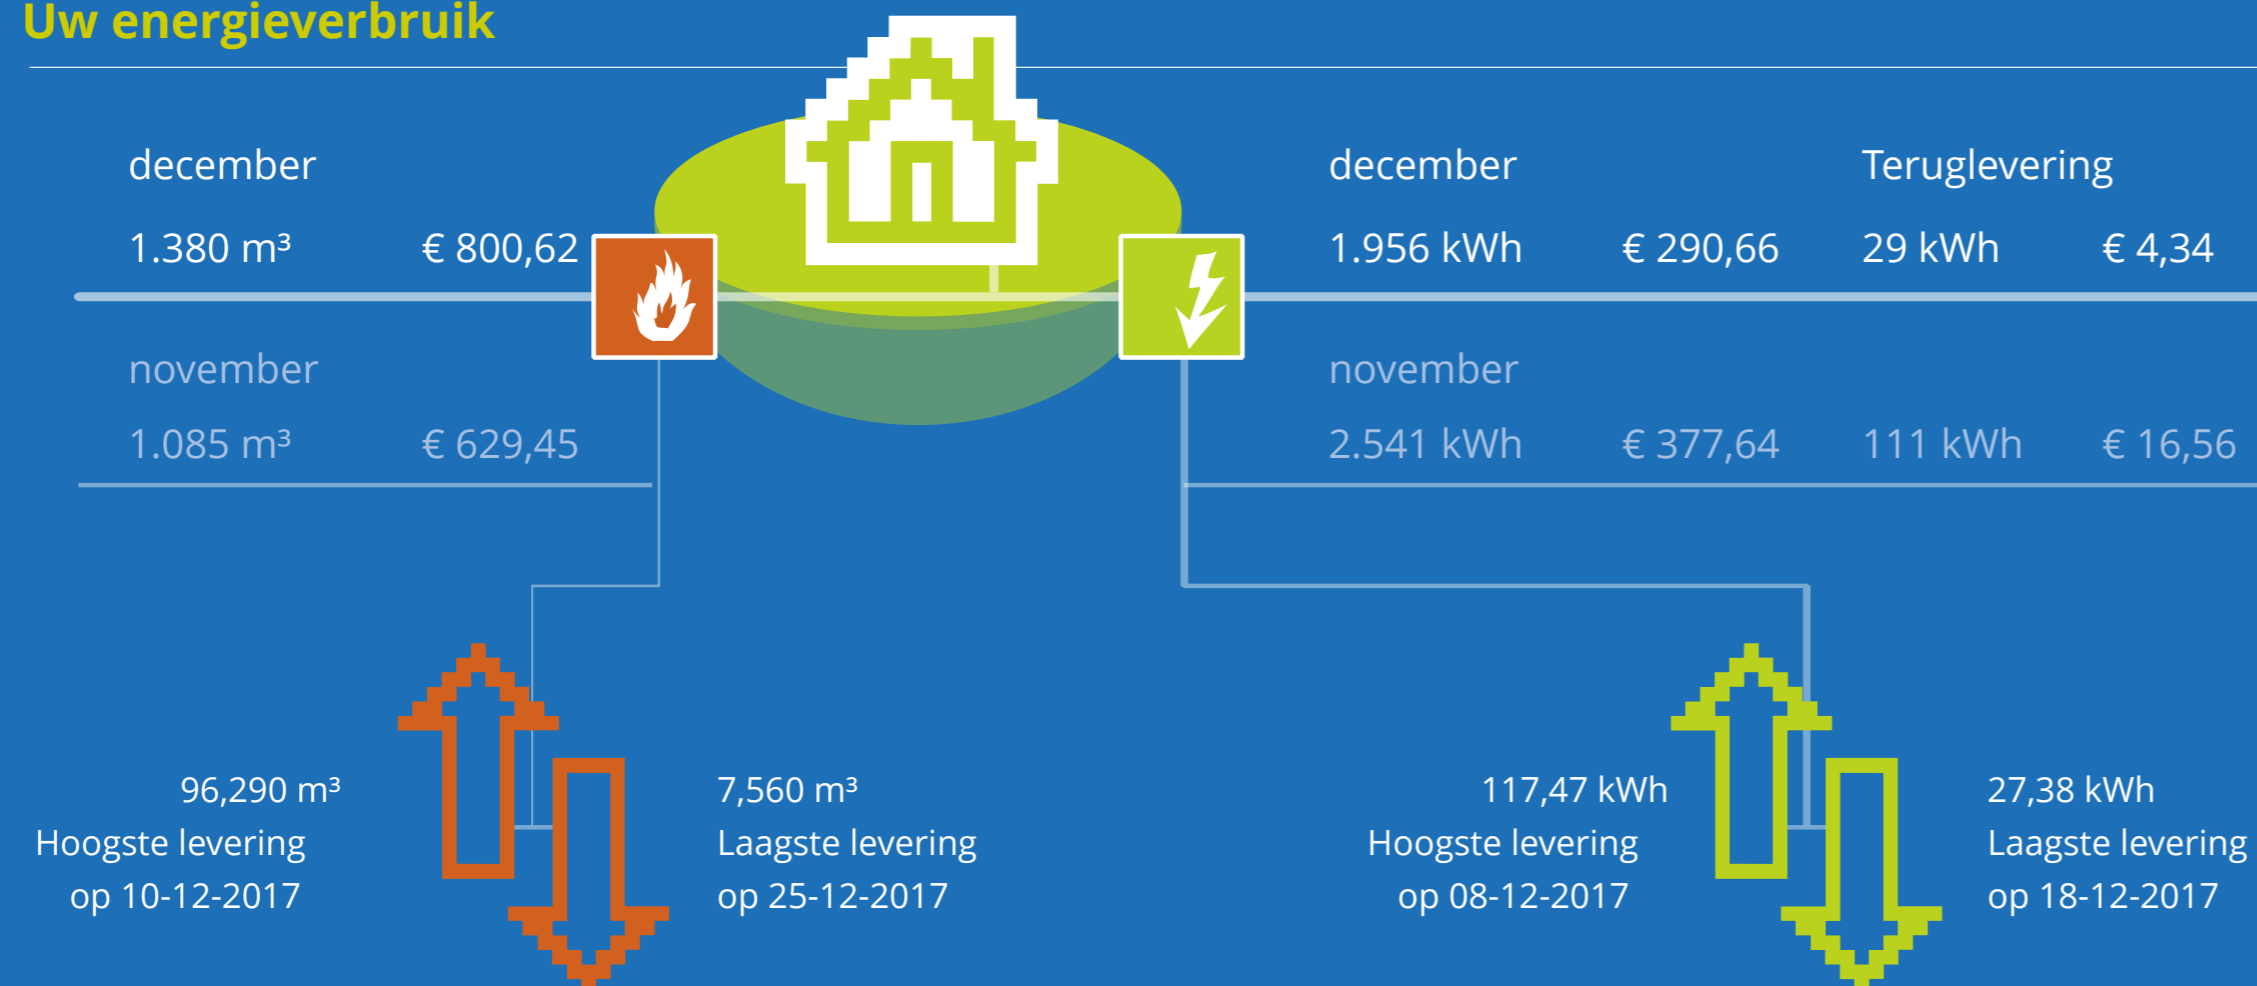 Uw energieverbruik
december
1.380 m³ € 800,62
november
1.085 m³ € 629,45
december Teruglevering
1.956 kWh € 290,66 29 kWh € 4,34
november
2.541 kWh € 377,64 111 kWh € 16,56
96,290 m³
Hoogste levering
op 10-12-2017
7,560 m³
Laagste levering
op 25-12-2017
117,47 kWh
Hoogste levering
op 08-12-2017
27,38 kWh
Laagste levering
op 18-12-2017